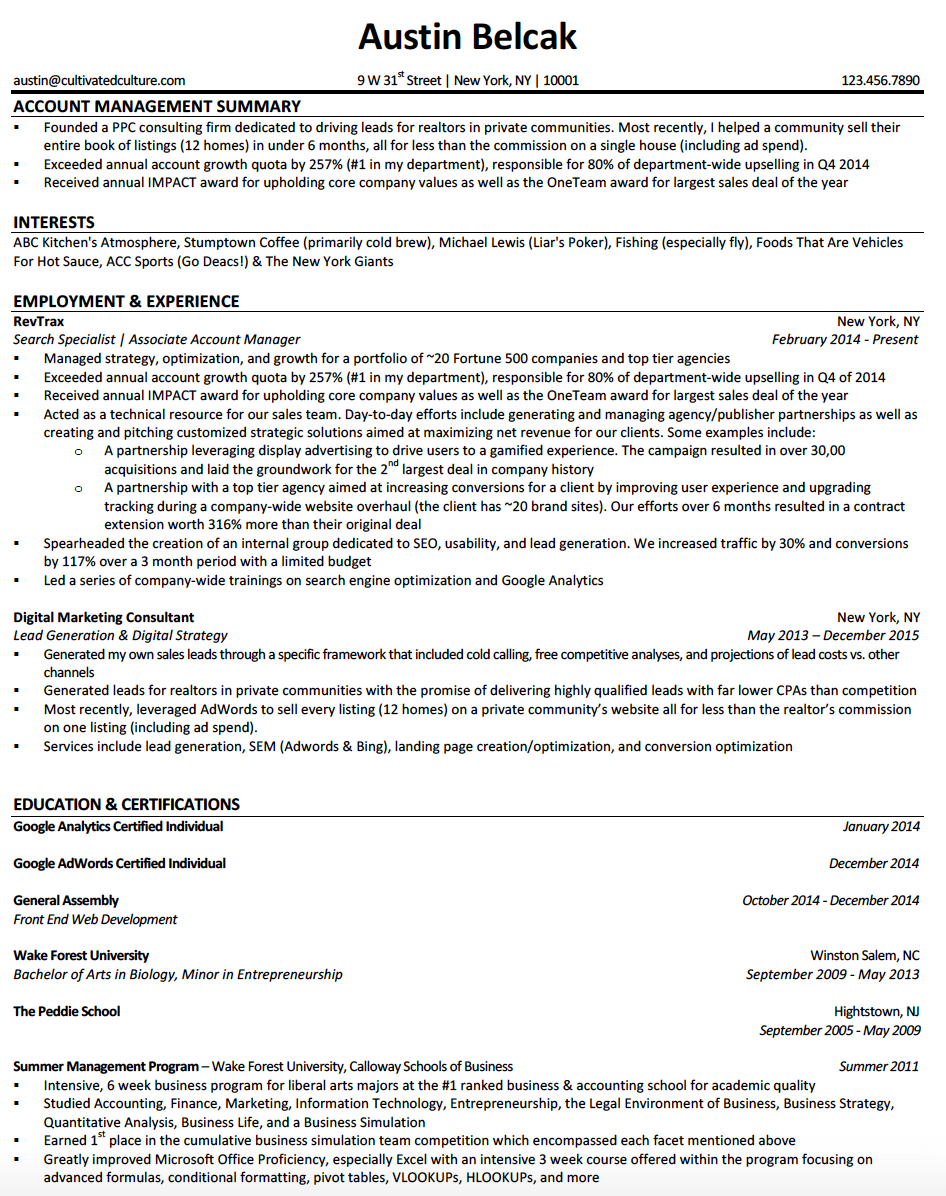 Austin Belcak
austin@cultivatedculture.com 9 W 31st Street | New York, NY | 10001 123.456.7890
ACCOUNT MANAGEMENT SUMMARY
▪ Founded a PPC consulting firm dedicated to driving leads for realtors in private communities. Most recently, I helped a community sell their
entire book of listings (12 homes) in under 6 months, all for less than the commission on a single house (including ad spend).
▪ Exceeded annual account growth quota by 257% (#1 in my department), responsible for 80% of department-wide upselling in Q4 2014
▪ Received annual IMPACT award for upholding core company values as well as the OneTeam award for largest sales deal of the year
INTERESTS
ABC Kitchen's Atmosphere, Stumptown Coffee (primarily cold brew), Michael Lewis (Liar's Poker), Fishing (especially fly), Foods That Are Vehicles
For Hot Sauce, ACC Sports (Go Deacs!) & The New York Giants
EMPLOYMENT & EXPERIENCE
RevTrax New York, NY
Search Specialist | Associate Account Manager February 2014 - Present
▪ Managed strategy, optimization, and growth for a portfolio of ~20 Fortune 500 companies and top tier agencies
▪ Exceeded annual account growth quota by 257% (#1 in my department), responsible for 80% of department-wide upselling in Q4 of 2014
▪ Received annual IMPACT award for upholding core company values as well as the OneTeam award for largest sales deal of the year
▪ Acted as a technical resource for our sales team. Day-to-day efforts include generating and managing agency/publisher partnerships as well as
creating and pitching customized strategic solutions aimed at maximizing net revenue for our clients. Some examples include:
o A partnership leveraging display advertising to drive users to a gamified experience. The campaign resulted in over 30,00
acquisitions and laid the groundwork for the 2nd largest deal in company history
o A partnership with a top tier agency aimed at increasing conversions for a client by improving user experience and upgrading
tracking during a company-wide website overhaul (the client has ~20 brand sites). Our efforts over 6 months resulted in a contract
extension worth 316% more than their original deal
▪ Spearheaded the creation of an internal group dedicated to SEO, usability, and lead generation. We increased traffic by 30% and conversions
by 117% over a 3 month period with a limited budget
▪ Led a series of company-wide trainings on search engine optimization and Google Analytics
Digital Marketing Consultant New York, NY
Lead Generation & Digital Strategy May 2013 – December 2015
▪ Generated my own sales leads through a specific framework that included cold calling, free competitive analyses, and projections of lead costs vs. other
channels
▪ Generated leads for realtors in private communities with the promise of delivering highly qualified leads with far lower CPAs than competition
▪ Most recently, leveraged AdWords to sell every listing (12 homes) on a private community’s website all for less than the realtor’s commission
on one listing (including ad spend).
▪ Services include lead generation, SEM (Adwords & Bing), landing page creation/optimization, and conversion optimization
EDUCATION & CERTIFICATIONS
Google Analytics Certified Individual January 2014
Google AdWords Certified Individual December 2014
General Assembly October 2014 - December 2014
Front End Web Development
Wake Forest University Winston Salem, NC
Bachelor of Arts in Biology, Minor in Entrepreneurship September 2009 - May 2013
The Peddie School Hightstown, NJ
September 2005 - May 2009
Summer Management Program – Wake Forest University, Calloway Schools of Business Summer 2011
▪ Intensive, 6 week business program for liberal arts majors at the #1 ranked business & accounting school for academic quality
▪ Studied Accounting, Finance, Marketing, Information Technology, Entrepreneurship, the Legal Environment of Business, Business Strategy,
Quantitative Analysis, Business Life, and a Business Simulation
▪ Earned 1st place in the cumulative business simulation team competition which encompassed each facet mentioned above
▪ Greatly improved Microsoft Office Proficiency, especially Excel with an intensive 3 week course offered within the program focusing on
advanced formulas, conditional formatting, pivot tables, VLOOKUPs, HLOOKUPs, and more